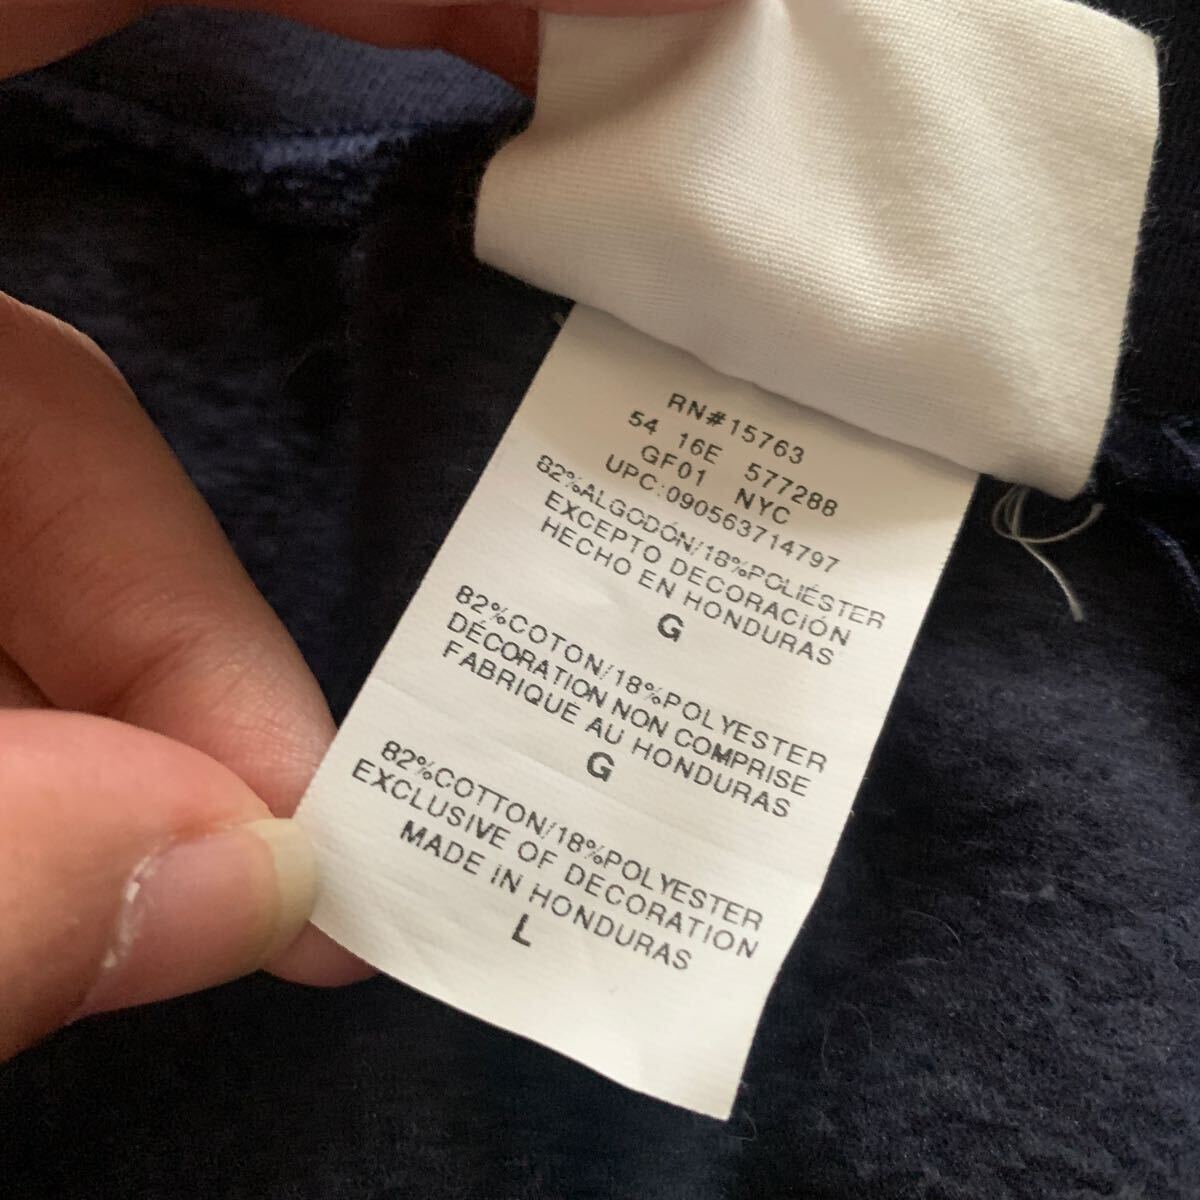 RN#15763
54 16E 577288
GF01 NYC
UPC:090563714797
82%ALGODÓN/18%POLIÉSTER
EXCEPTO DECORACIÓN
HECHO EN HONDURAS
G
82%COTON/18%POLYESTER
DÉCORATION NON COMPRISE
FABRIQUÉ AU HONDURAS
G
82%COTTON/18%POLYESTER
EXCLUSIVE OF DECORATION
MADE IN HONDURAS
L